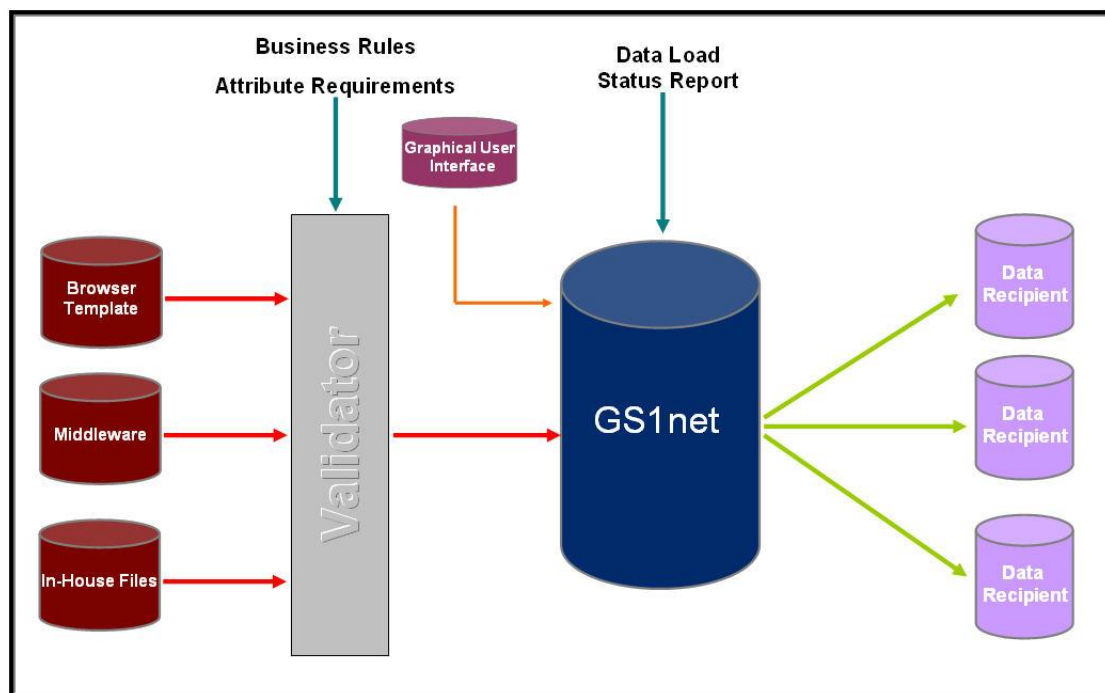 Business Rules
Attribute Requirements
Data Load
Status Report
Graphical User
Interface
Browser
Template
Middleware
In-House Files
Validator
GS1net
Data
Recipient
Data
Recipient
Data
Recipient